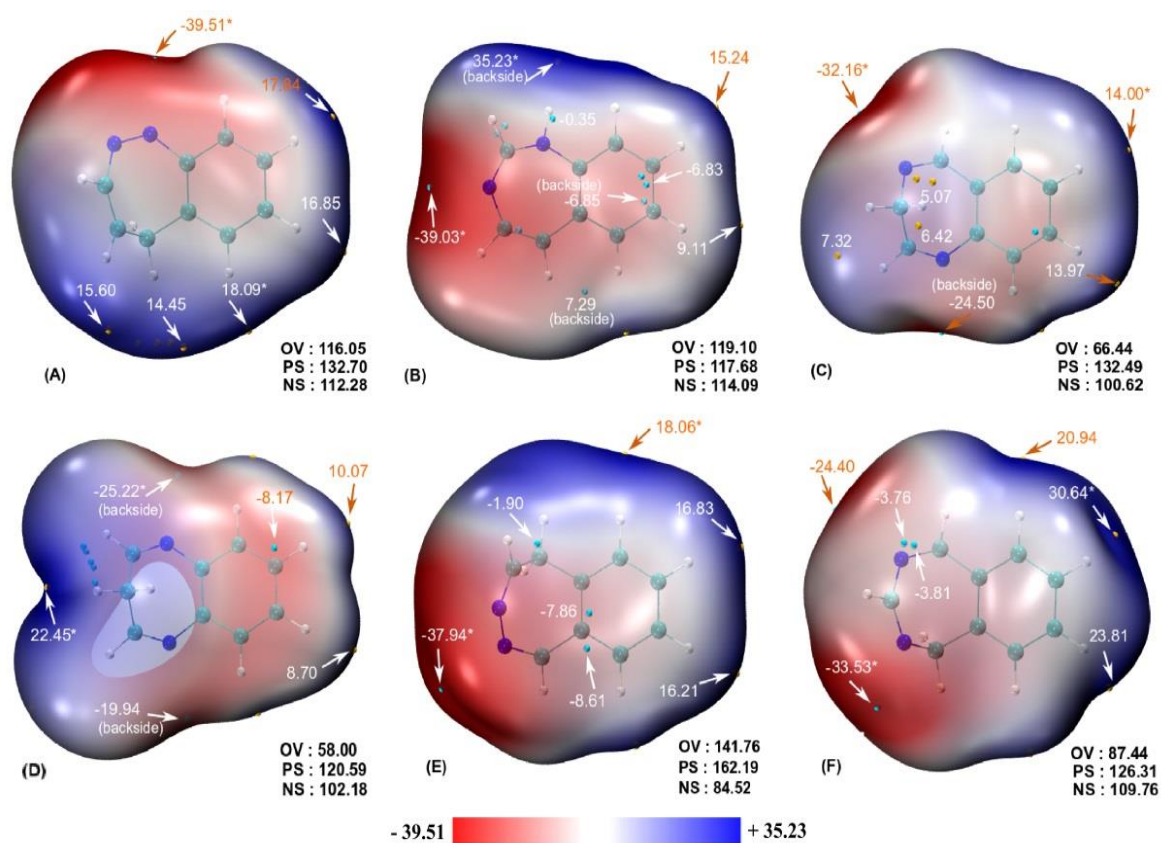 -39.51*
17.84
16.85
18.09*
14.45
15.60
OV : 116.05
PS : 132.70
NS : 112.28
(A)
35.23*
(backside)
15.24
-0.35
-6.83
(backside)
-6.85
-39.03*
9.11
7.29
(backside)
OV : 119.10
PS : 117.68
NS : 114.09
(B)
-32.16*
14.00*
5.07
6.42
7.32
(backside)
-24.50
13.97
OV : 66.44
PS : 132.49
NS : 100.62
(C)
-25.22*
(backside)
10.07
-8.17
22.45*
8.70
-19.94
(backside)
OV : 58.00
PS : 120.59
NS : 102.18
(D)
18.06*
-1.90
16.83
-7.86
-37.94*
-8.61
16.21
OV : 141.76
PS : 162.19
NS : 84.52
(E)
20.94
-24.40
-3.76
30.64*
-3.81
23.81
-33.53*
OV : 87.44
PS : 126.31
NS : 109.76
(F)
- 39.51
+ 35.23